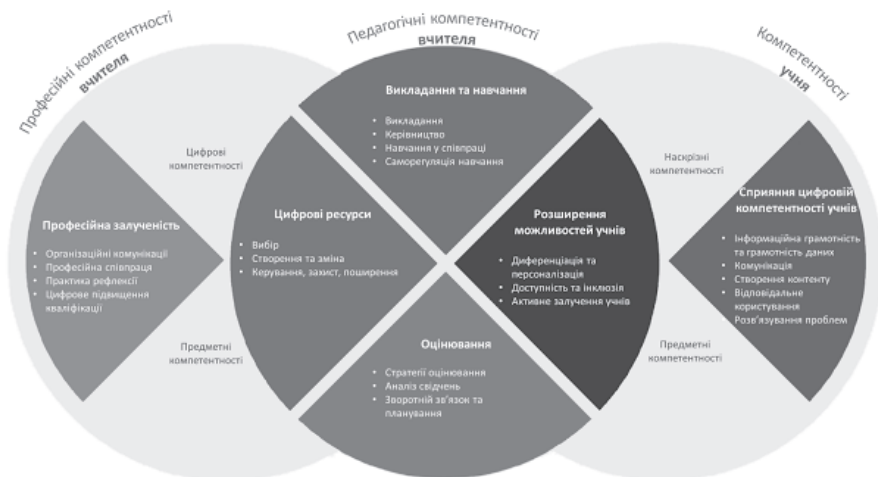 Професійні компетентності
вчителя
Педагогічні компетентності
вчителя
Компетентності
учня
Цифрові
компетентності
Предметні
компетентності
Професійна залученість
• Організаційні комунікації
• Професійна співпраця
• Практика рефлексії
• Цифрове підвищення
кваліфікації
Цифрові ресурси
• Вибір
• Створення та зміна
• Керування, захист, поширення
Викладання та навчання
• Викладання
• Керівництво
• Навчання у співпраці
• Саморегуляція навчання
Оцінювання
• Стратегії оцінювання
• Аналіз свідчень
• Зворотній зв'язок та
планування
Розширення
можливостей учнів
• Диференціація та
персоналізація
• Доступність та інклюзія
• Активне залучення учнів
Наскрізні
компетентності
Предметні
компетентності
Сприяння цифровій
компетентності учнів
• Інформаційна грамотність
та грамотність даних
• Комунікація
• Створення контенту
• Відповідальне
користування
• Розв'язування проблем